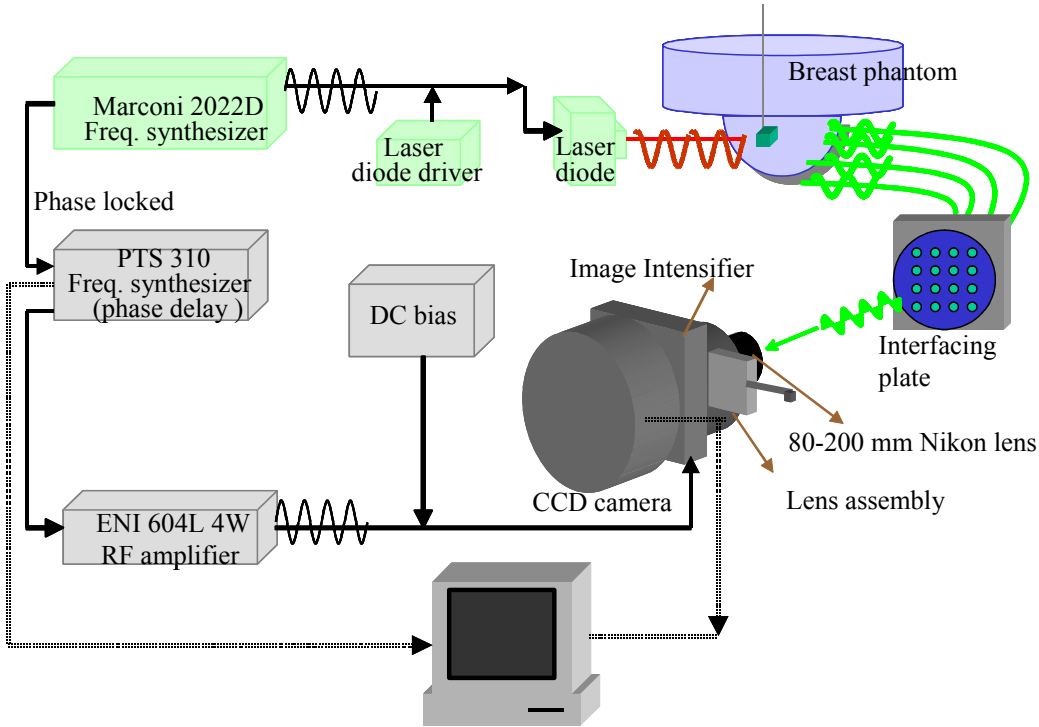 Marconi 2022D
Freq. synthesizer
Laser
diode driver
Laser
diode
Breast phantom
Phase locked
PTS 310
Freq. synthesizer
(phase delay )
DC bias
Image Intensifier
Interfacing
plate
80-200 mm Nikon lens
Lens assembly
CCD camera
ENI 604L 4W
RF amplifier